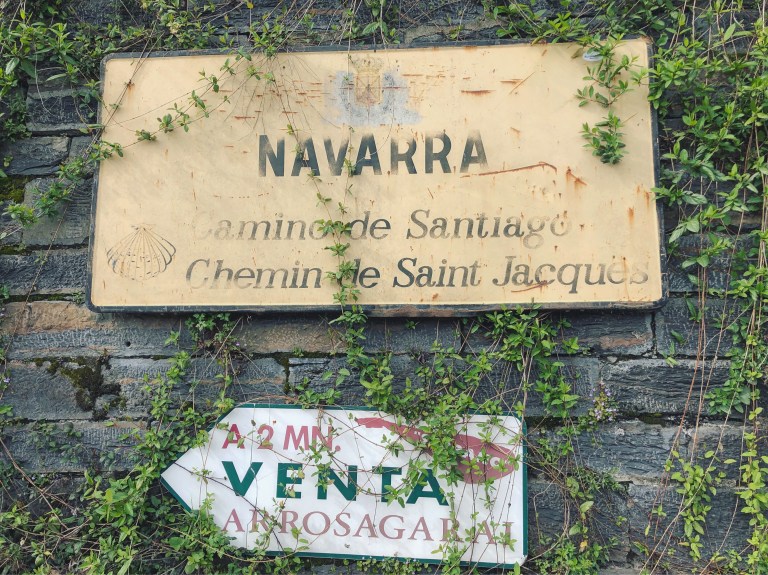 NAVARRA
Camino de Santiago
Chemin de Saint Jacques
A 2 MN.
VENTA
ARROSAGARAI